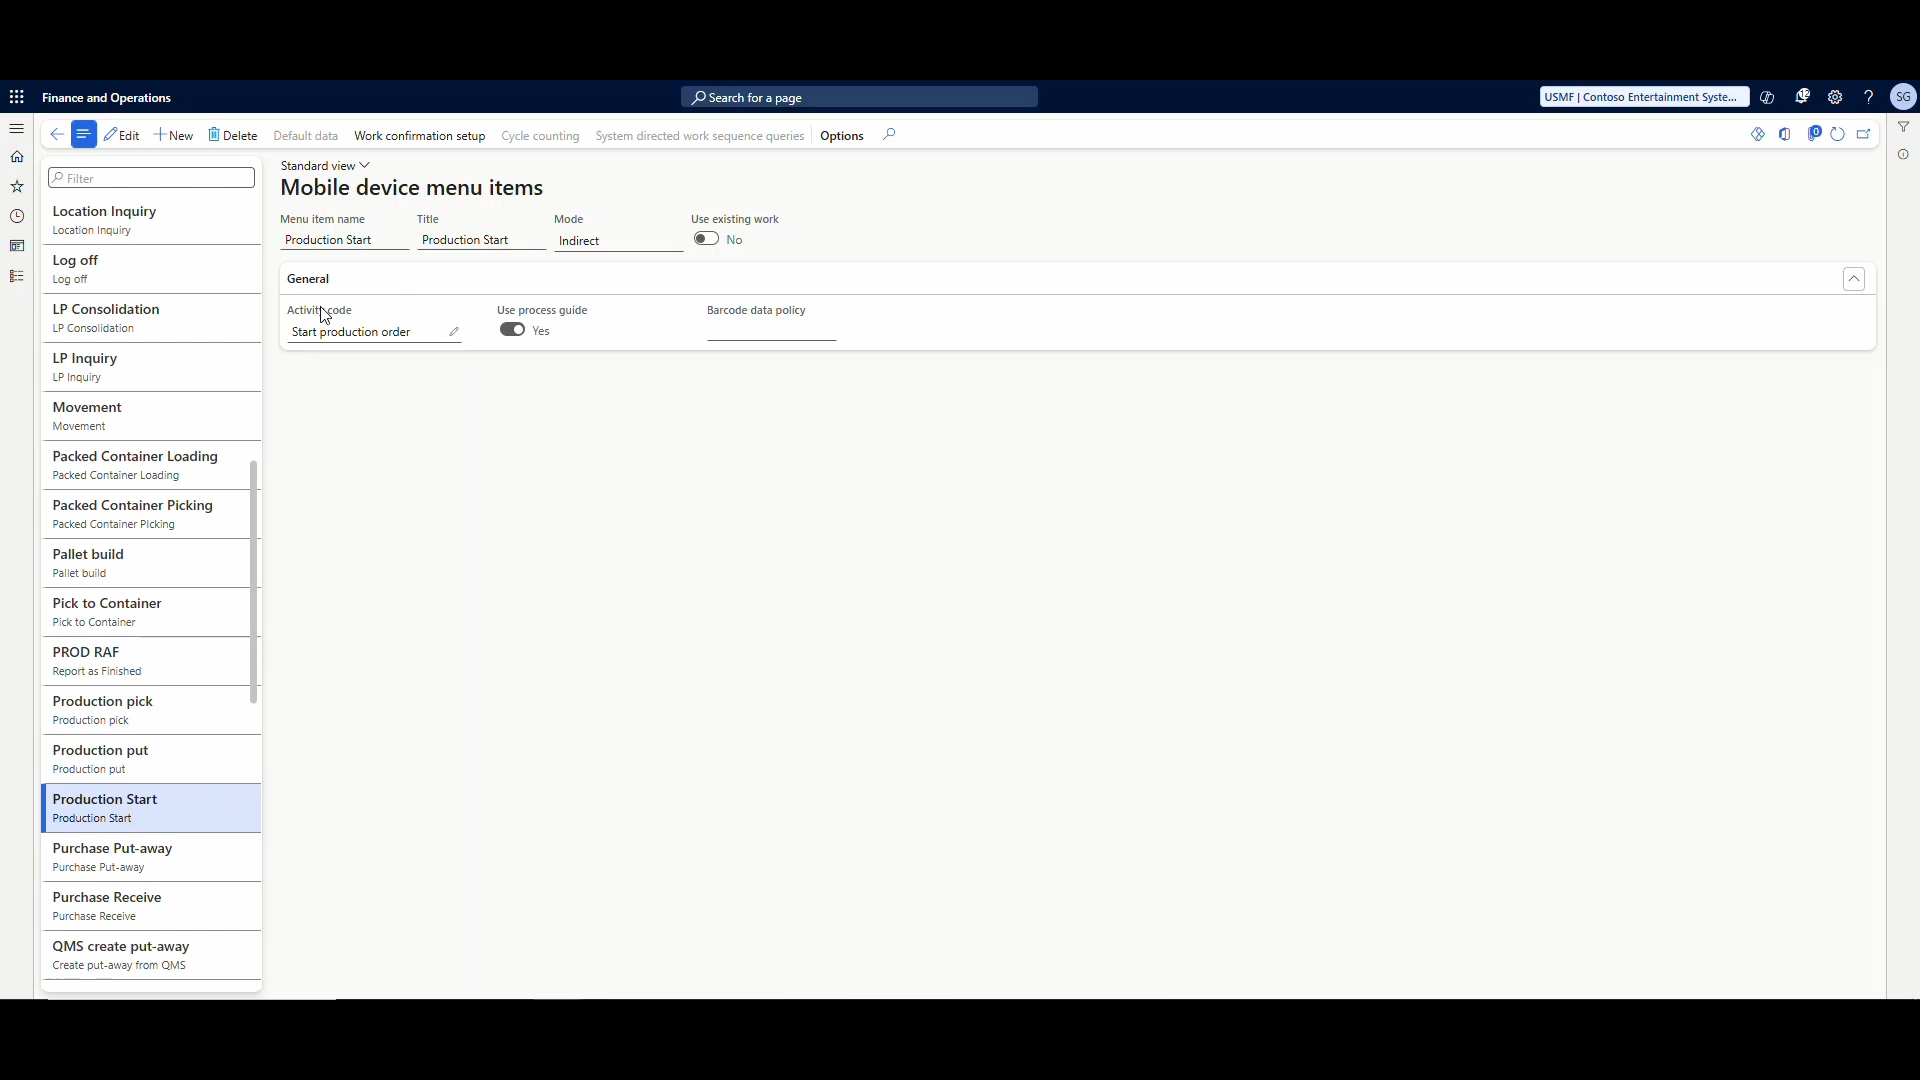 Finance and Operations
Search for a page
USMF | Contoso Entertainment Syste...
12
SG
Edit
New
Delete
Default data
Work confirmation setup
Cycle counting
System directed work sequence queries
Options
0
Filter
Location Inquiry
Location Inquiry
Log off
Log off
LP Consolidation
LP Consolidation
LP Inquiry
LP Inquiry
Movement
Movement
Packed Container Loading
Packed Container Loading
Packed Container Picking
Packed Container PIcking
Pallet build
Pallet build
Pick to Container
Pick to Container
PROD RAF
Report as Finished
Production pick
Production pick
Production put
Production put
Production Start
Production Start
Purchase Put-away
Purchase Put-away
Purchase Receive
Purchase Receive
QMS create put-away
Create put-away from QMS
Standard view
Mobile device menu items
Menu item name
Title
Mode
Use existing work
Production Start
Production Start
Indirect
No
General
Activity code
Use process guide
Barcode data policy
Start production order
Yes